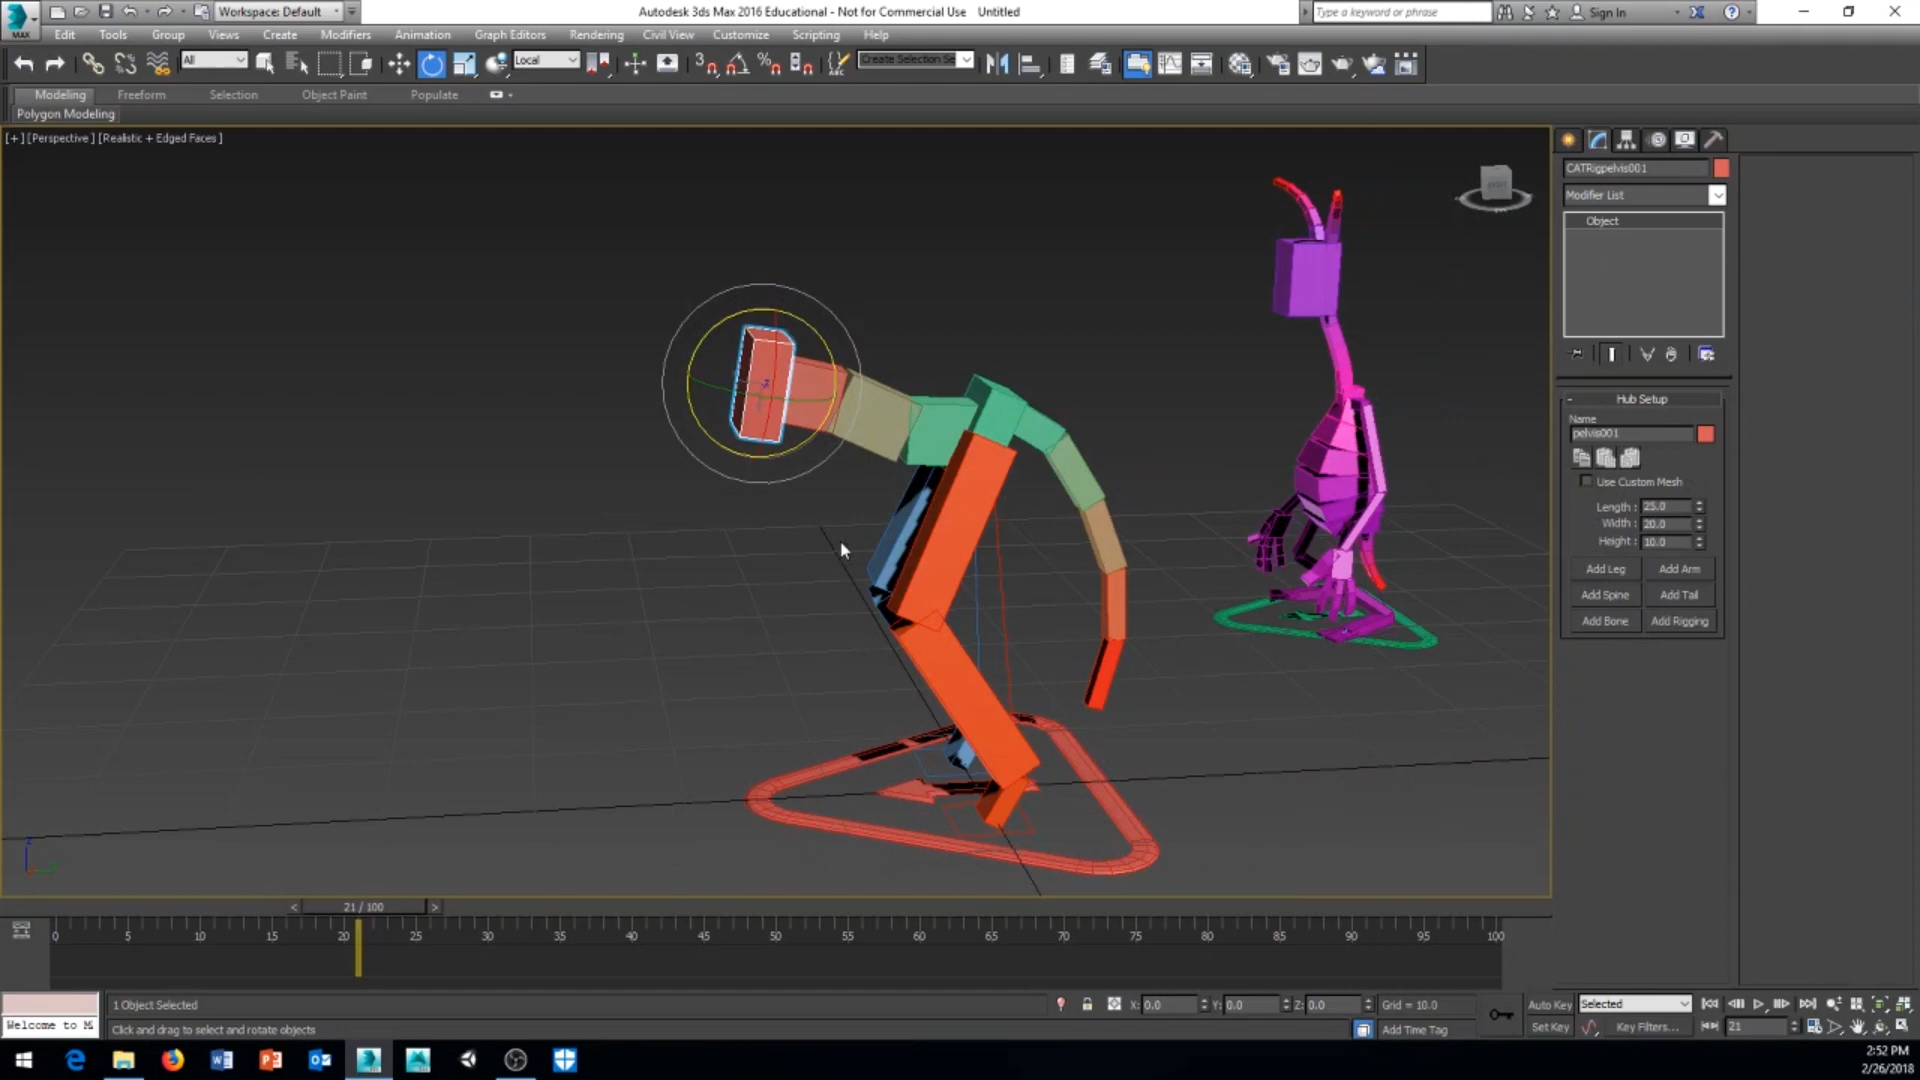 Workspace: Default
Autodesk 3ds Max 2016 Educational - Not for Commercial Use Untitled
Type a keyword or phrase
Sign In
MAX
Edit Tools Group Views Create Modifiers Animation Graph Editors Rendering Civil View Customize Scripting Help
All
Local
Create Selection Se
Modeling Freeform Selection Object Paint Populate
Polygon Modeling
[+] [Perspective] [Realistic + Edged Faces]
CATRigpelvis001
Modifier List
Object
- Hub Setup
Name
pelvis001
Use Custom Mesh
Length : 25.0
Width : 20.0
Height : 10.0
Add Leg Add Arm
Add Spine Add Tail
Add Bone Add Rigging
< 21 / 100 >
0 5 10 15 20 25 30 35 40 45 50 55 60 65 70 75 80 85 90 95 100
1 Object Selected
X: 0.0 Y: 0.0 Z: 0.0 Grid = 10.0
Auto Key Selected
Welcome to M
Click and drag to select and rotate objects
Add Time Tag
Set Key Key Filters... 21
2:52 PM
2/26/2018